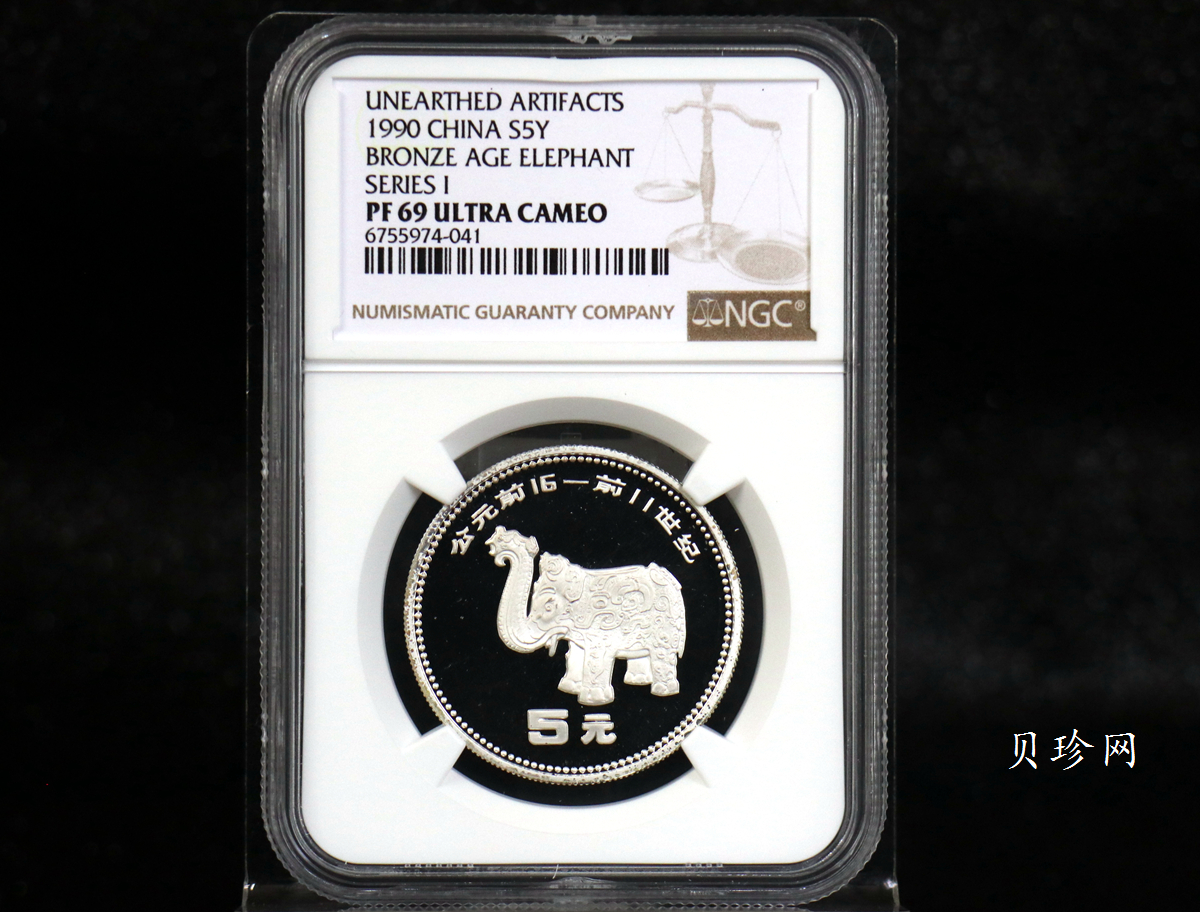 UNEARTHED ARTIFACTS
1990 CHINA S5Y
BRONZE AGE ELEPHANT
SERIES I
PF 69 ULTRA CAMEO
6755974-041
NUMISMATIC GUARANTY COMPANY
NGC®
公元前16一前11世纪
5元
贝珍网